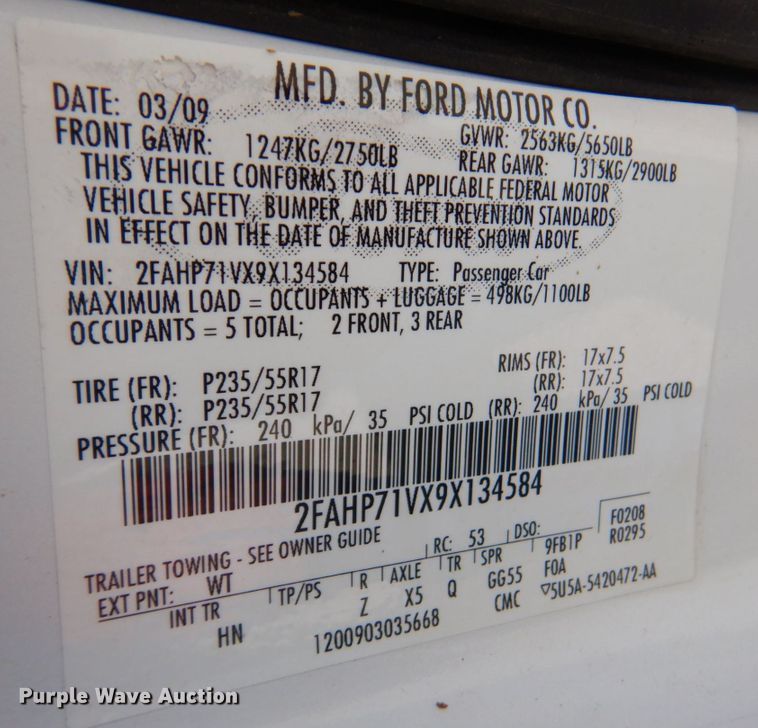 MFD. BY FORD MOTOR CO.
DATE: 03/09 GVWR: 2563KG/5650LB
FRONT GAWR: 1247KG/2750LB REAR GAWR: 1315KG/2900LB
THIS VEHICLE CONFORMS TO ALL APPLICABLE FEDERAL MOTOR
VEHICLE SAFETY, BUMPER, AND THEFT PREVENTION STANDARDS
IN EFFECT ON THE DATE OF MANUFACTURE SHOWN ABOVE.
VIN: 2FAHP71VX9X134584 TYPE: Passenger Car
MAXIMUM LOAD = OCCUPANTS + LUGGAGE = 498KG/1100LB
OCCUPANTS = 5 TOTAL; 2 FRONT, 3 REAR
TIRE (FR): P235/55R17 RIMS (FR): 17x7.5
(RR): P235/55R17 (RR): 17x7.5
PRESSURE (FR): 240 kPa/ 35 PSI COLD (RR): 240 kPa/ 35 PSI COLD
2FAHP71VX9X134584
TRAILER TOWING - SEE OWNER GUIDE RC: 53 DSO: F0208
EXT PNT: WT TP/PS R AXLE TR SPR 9FB1P R0295
INT TR Z X5 Q GG55 F0A
HN 1200903035668 CMC ▽5U5A-5420472-AA
Purple Wave Auction